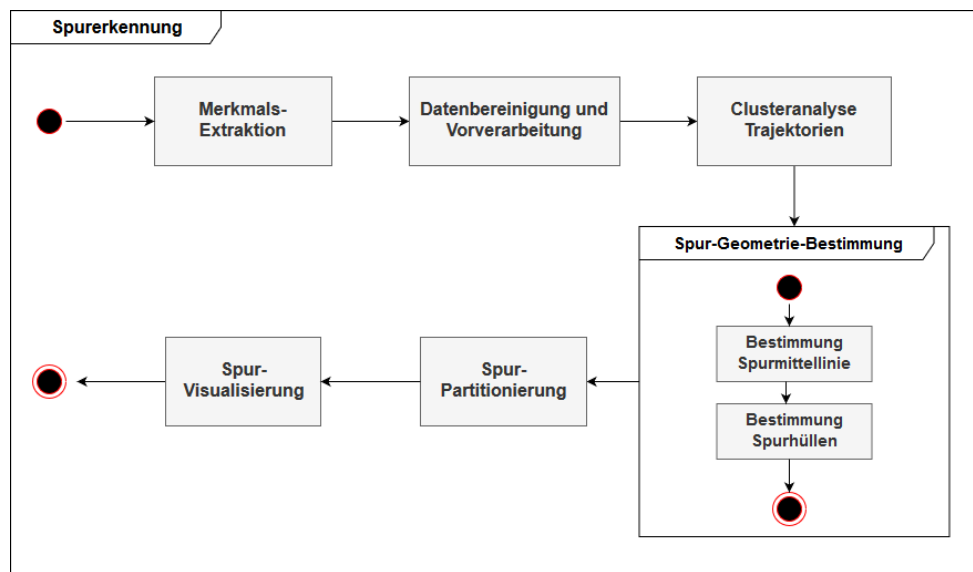 Spurerkennung
Merkmals-
Extraktion
Datenbereinigung und
Vorverarbeitung
Clusteranalyse
Trajektorien
Spur-Geometrie-Bestimmung
Bestimmung
Spurmittellinie
Bestimmung
Spurhüllen
Spur-
Partitionierung
Spur-
Visualisierung